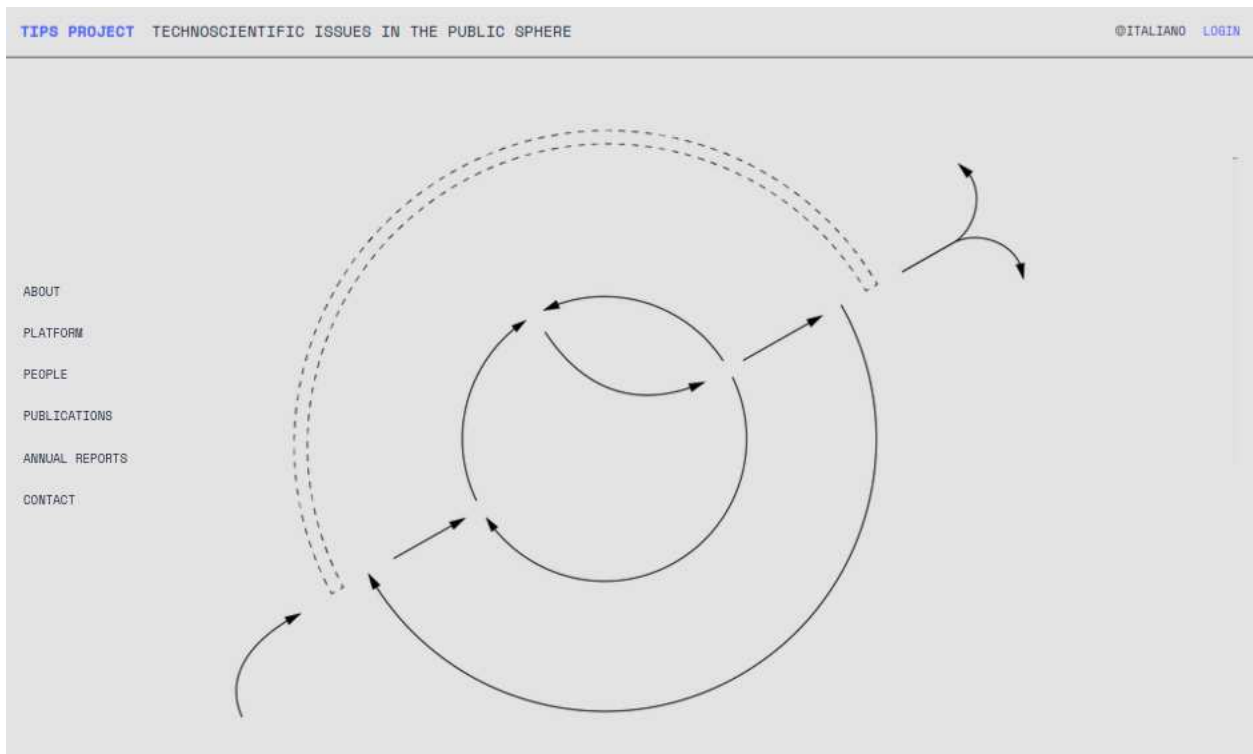 TIPS PROJECT TECHNOSCIENTIFIC ISSUES IN THE PUBLIC SPHERE
@ITALIANO LOGIN
ABOUT
PLATFORM
PEOPLE
PUBLICATIONS
ANNUAL REPORTS
CONTACT